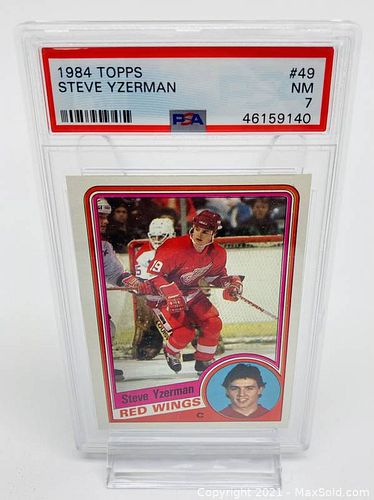 1984 TOPPS #49
STEVE YZERMAN NM
7
PSA 46159140
19
Steve Yzerman
RED WINGS
C
Copyright 2021 - MaxSold.com